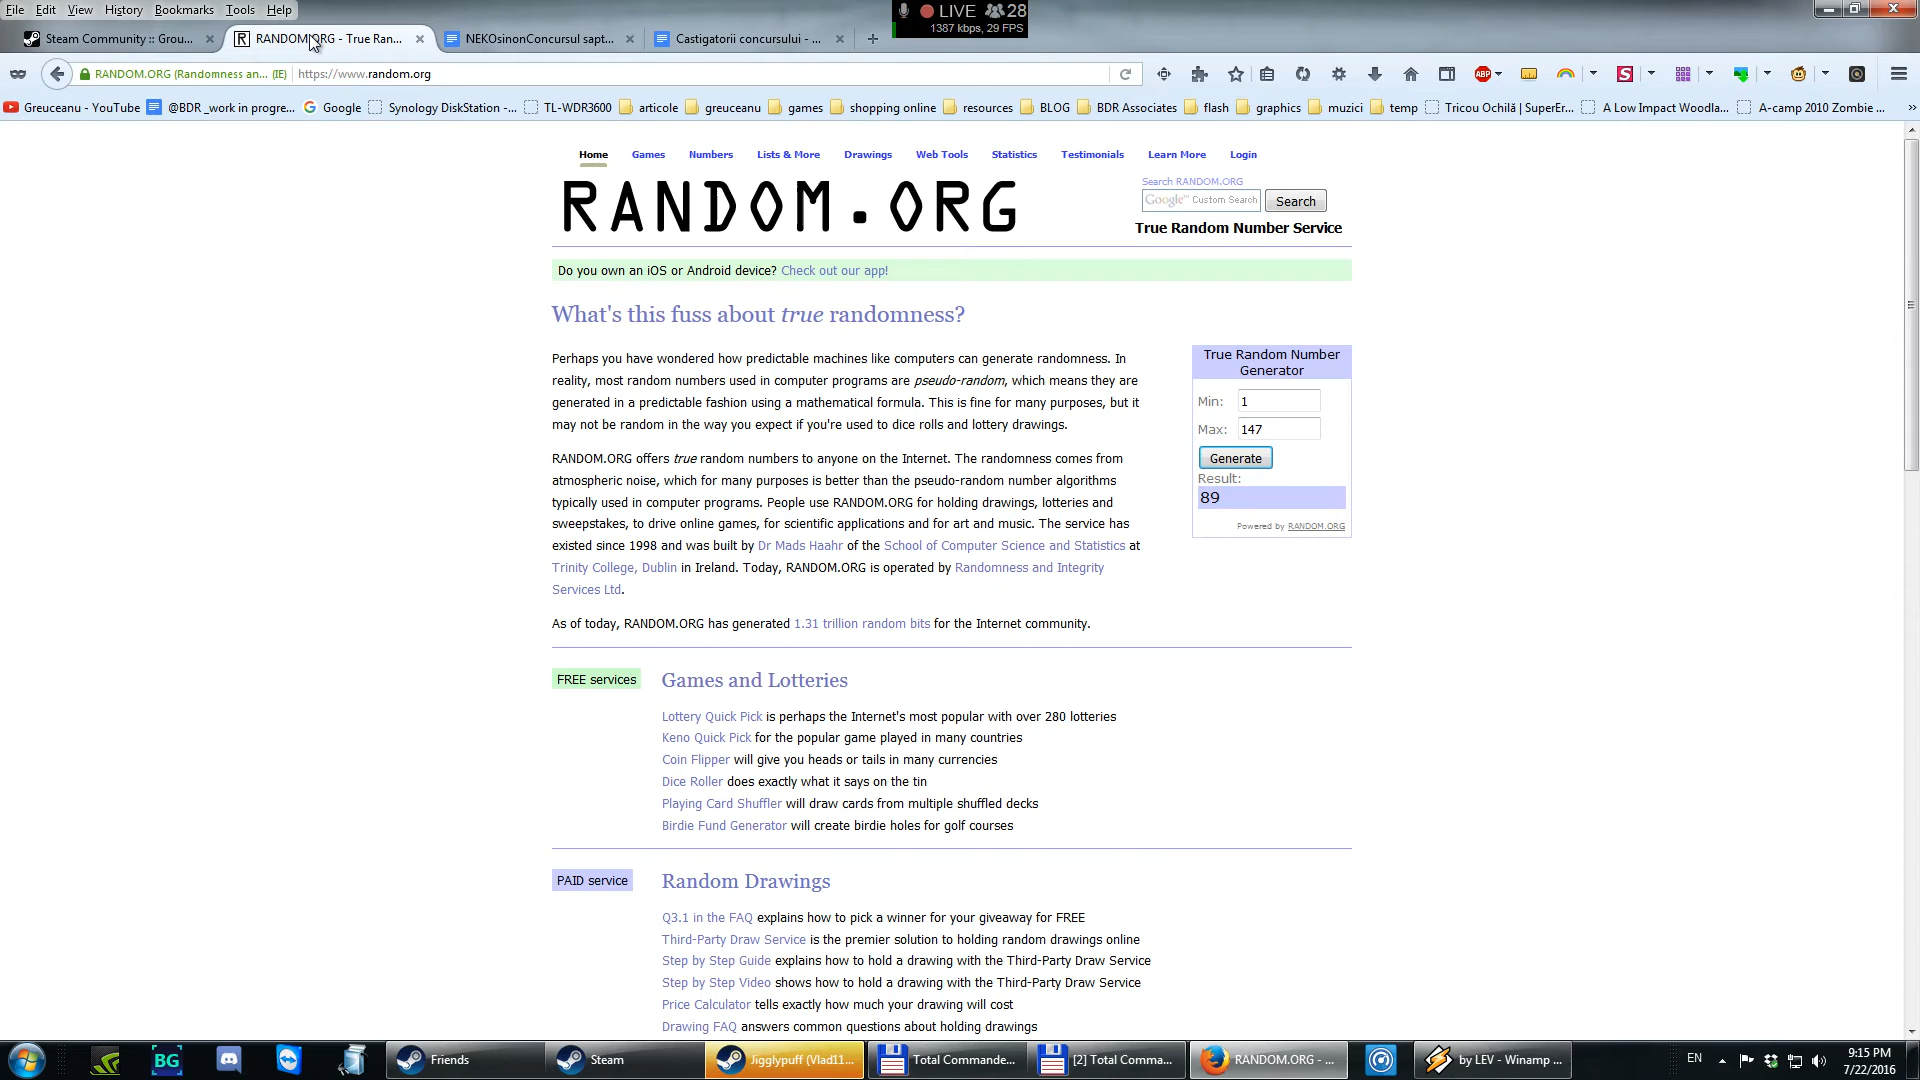 File Edit View History Bookmarks Tools Help
LIVE 28
1387 kbps, 29 FPS
Steam Community :: Grou...
RANDOM.ORG - True Ran...
NEKOsinonConcursul sapt...
Castigatorii concursului - ...
RANDOM.ORG (Randomness an... (IE) https://www.random.org
ABP
Greuceanu - YouTube @BDR _work in progre... Google Synology DiskStation -... TL-WDR3600 articole greuceanu games shopping online resources BLOG BDR Associates flash graphics muzici temp Tricou Ochilă | SuperEr... A Low Impact Woodla... A-camp 2010 Zombie ... »
Home Games Numbers Lists & More Drawings Web Tools Statistics Testimonials Learn More Login
RANDOM.ORG
Search RANDOM.ORG
Google™ Custom Search Search
True Random Number Service
Do you own an iOS or Android device? Check out our app!
What's this fuss about true randomness?
Perhaps you have wondered how predictable machines like computers can generate randomness. In
reality, most random numbers used in computer programs are pseudo-random, which means they are
generated in a predictable fashion using a mathematical formula. This is fine for many purposes, but it
may not be random in the way you expect if you're used to dice rolls and lottery drawings.
RANDOM.ORG offers true random numbers to anyone on the Internet. The randomness comes from
atmospheric noise, which for many purposes is better than the pseudo-random number algorithms
typically used in computer programs. People use RANDOM.ORG for holding drawings, lotteries and
sweepstakes, to drive online games, for scientific applications and for art and music. The service has
existed since 1998 and was built by Dr Mads Haahr of the School of Computer Science and Statistics at
Trinity College, Dublin in Ireland. Today, RANDOM.ORG is operated by Randomness and Integrity
Services Ltd.
As of today, RANDOM.ORG has generated 1.31 trillion random bits for the Internet community.
True Random Number
Generator
Min: 1
Max: 147
Generate
Result:
89
Powered by RANDOM.ORG
FREE services
Games and Lotteries
Lottery Quick Pick is perhaps the Internet's most popular with over 280 lotteries
Keno Quick Pick for the popular game played in many countries
Coin Flipper will give you heads or tails in many currencies
Dice Roller does exactly what it says on the tin
Playing Card Shuffler will draw cards from multiple shuffled decks
Birdie Fund Generator will create birdie holes for golf courses
PAID service
Random Drawings
Q3.1 in the FAQ explains how to pick a winner for your giveaway for FREE
Third-Party Draw Service is the premier solution to holding random drawings online
Step by Step Guide explains how to hold a drawing with the Third-Party Draw Service
Step by Step Video shows how to hold a drawing with the Third-Party Draw Service
Price Calculator tells exactly how much your drawing will cost
Drawing FAQ answers common questions about holding drawings
BG
Friends
Steam
Jigglypuff (Vlad11...
Total Commande...
[2] Total Comma...
RANDOM.ORG - ...
by LEV - Winamp ...
EN
9:15 PM
7/22/2016